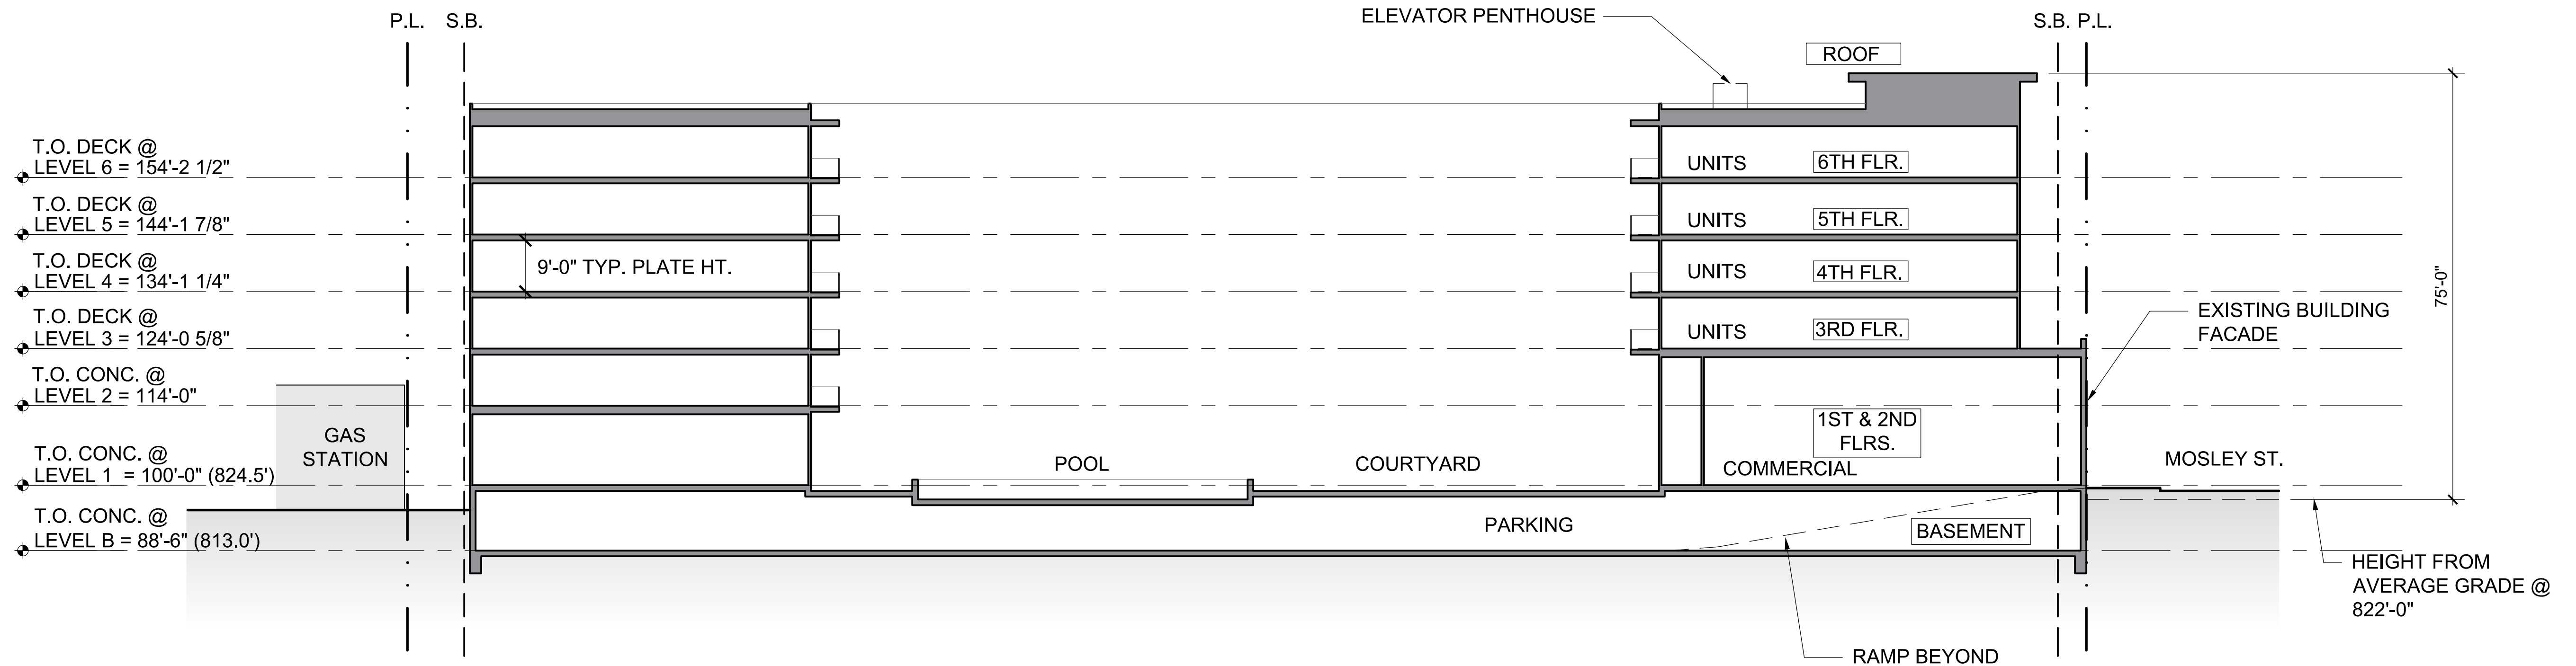 P.L.
S.B.
ELEVATOR PENTHOUSE
ROOF
S.B.
P.L.
T.O. DECK @
LEVEL 6 = 154'-2 1/2"
UNITS
6TH FLR.
T.O. DECK @
LEVEL 5 = 144'-1 7/8"
UNITS
5TH FLR.
T.O. DECK @
LEVEL 4 = 134'-1 1/4"
9'-0" TYP. PLATE HT.
UNITS
4TH FLR.
75'-0"
T.O. DECK @
LEVEL 3 = 124'-0 5/8"
UNITS
3RD FLR.
EXISTING BUILDING
FACADE
T.O. CONC. @
LEVEL 2 = 114'-0"
GAS
STATION
1ST & 2ND
FLRS.
T.O. CONC. @
LEVEL 1 = 100'-0" (824.5')
POOL
COURTYARD
COMMERCIAL
MOSLEY ST.
T.O. CONC. @
LEVEL B = 88'-6" (813.0')
PARKING
BASEMENT
HEIGHT FROM
AVERAGE GRADE @
822'-0"
RAMP BEYOND